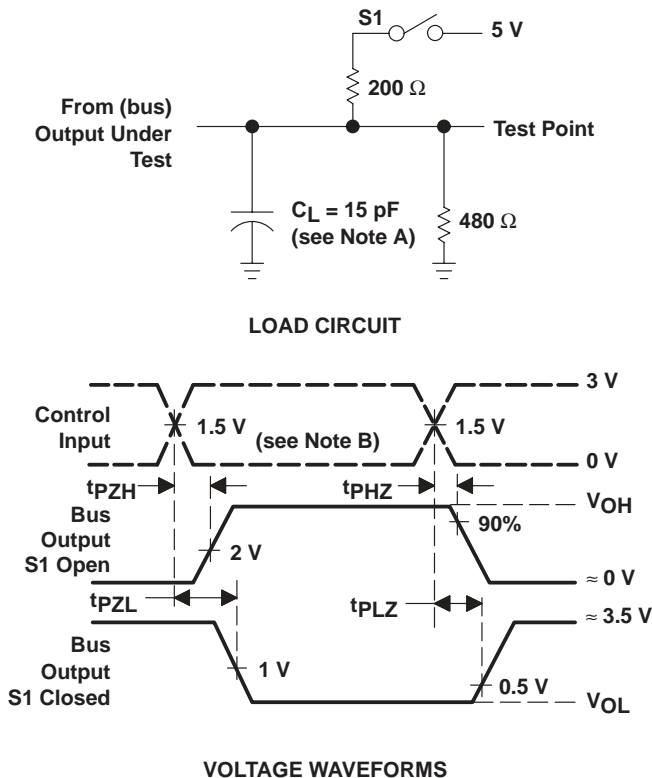 S1
5 V
200 Ω
From (bus)
Output Under
Test
Test Point
CL = 15 pF
(see Note A)
480 Ω
LOAD CIRCUIT
3 V
Control
Input
1.5 V
(see Note B)
1.5 V
0 V
tPZH
tPHZ
VOH
Bus
Output
S1 Open
90%
2 V
≈ 0 V
tPZL
tPLZ
≈ 3.5 V
Bus
Output
S1 Closed
1 V
0.5 V
VOL
VOLTAGE WAVEFORMS